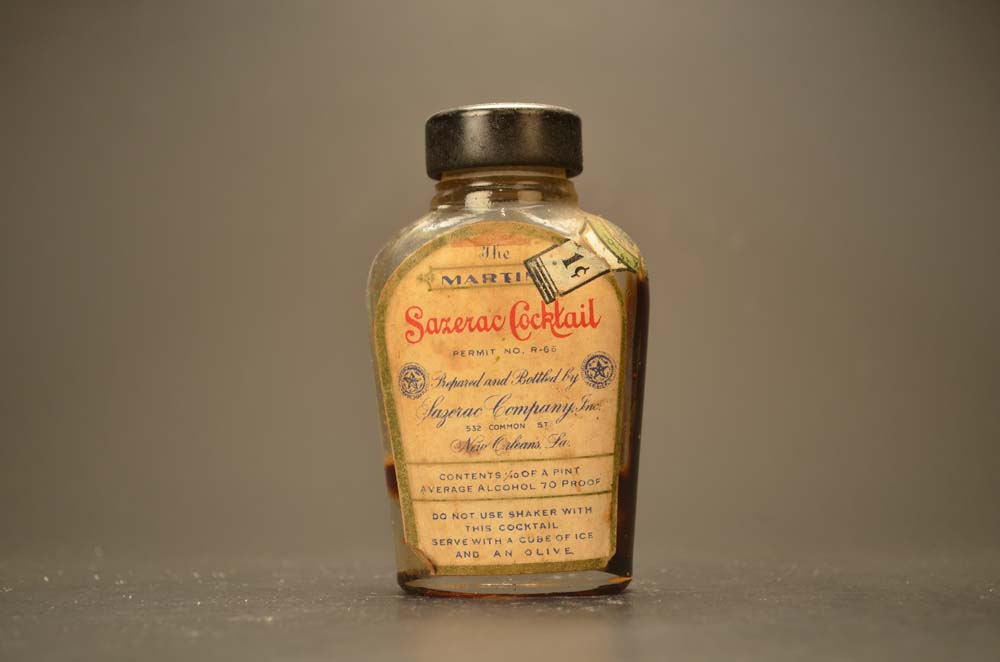 The
MARTIN
1¢
Sazerac Cocktail
PERMIT NO. R-66
Prepared and Bottled by
Sazerac Company, Inc.
532 COMMON ST.
New Orleans, La.
CONTENTS 1/10 OF A PINT
AVERAGE ALCOHOL 70 PROOF
DO NOT USE SHAKER WITH
THIS COCKTAIL
SERVE WITH A CUBE OF ICE
AND AN OLIVE